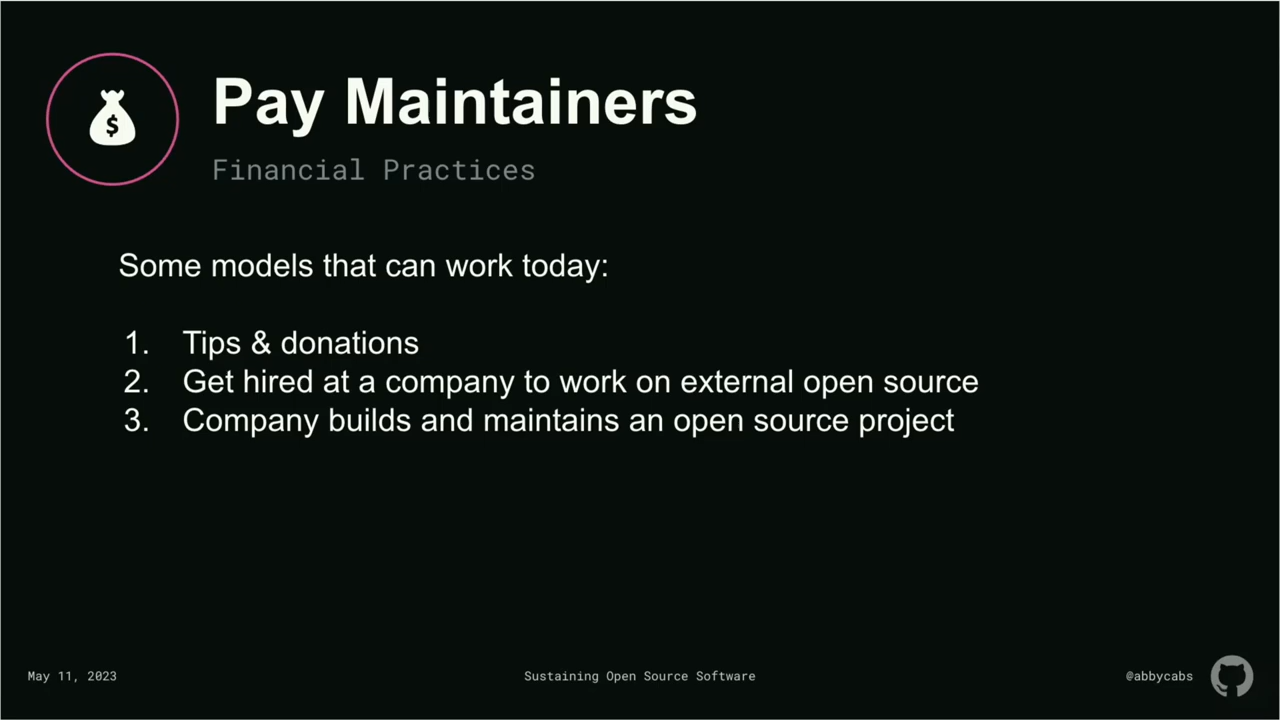 Pay Maintainers
Financial Practices
Some models that can work today:
1. Tips & donations
2. Get hired at a company to work on external open source
3. Company builds and maintains an open source project
May 11, 2023
Sustaining Open Source Software
@abbycabs